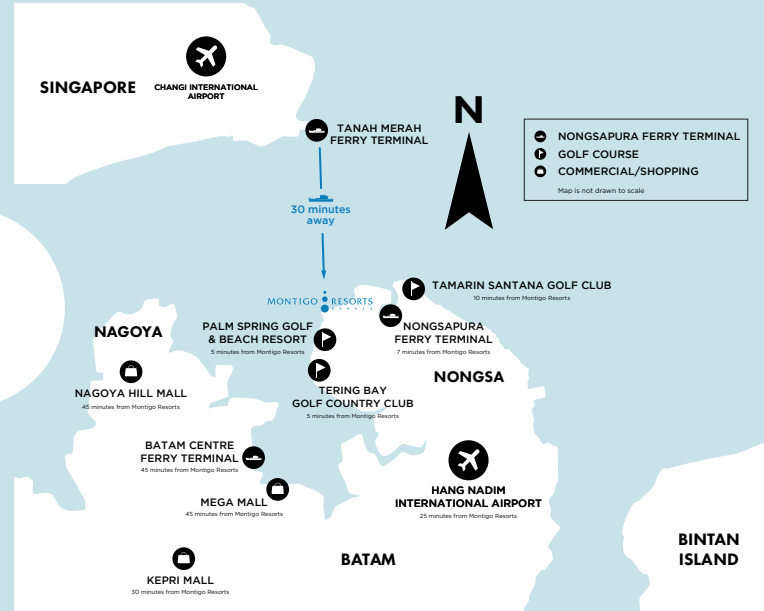 SINGAPORE
CHANGI INTERNATIONAL
AIRPORT
TANAH MERAH
FERRY TERMINAL
N
NONGSAPURA FERRY TERMINAL
GOLF COURSE
COMMERCIAL/SHOPPING
Map is not drawn to scale
30 minutes
away
MONTIGO RESORTS
NONGSA
TAMARIN SANTANA GOLF CLUB
10 minutes from Montigo Resorts
NAGOYA
PALM SPRING GOLF
& BEACH RESORT
5 minutes from Montigo Resorts
NONGSAPURA
FERRY TERMINAL
7 minutes from Montigo Resorts
NONGSA
NAGOYA HILL MALL
45 minutes from Montigo Resorts
TERING BAY
GOLF COUNTRY CLUB
5 minutes from Montigo Resorts
BATAM CENTRE
FERRY TERMINAL
45 minutes from Montigo Resorts
MEGA MALL
45 minutes from Montigo Resorts
HANG NADIM
INTERNATIONAL AIRPORT
25 minutes from Montigo Resorts
BINTAN
ISLAND
BATAM
KEPRI MALL
30 minutes from Montigo Resorts